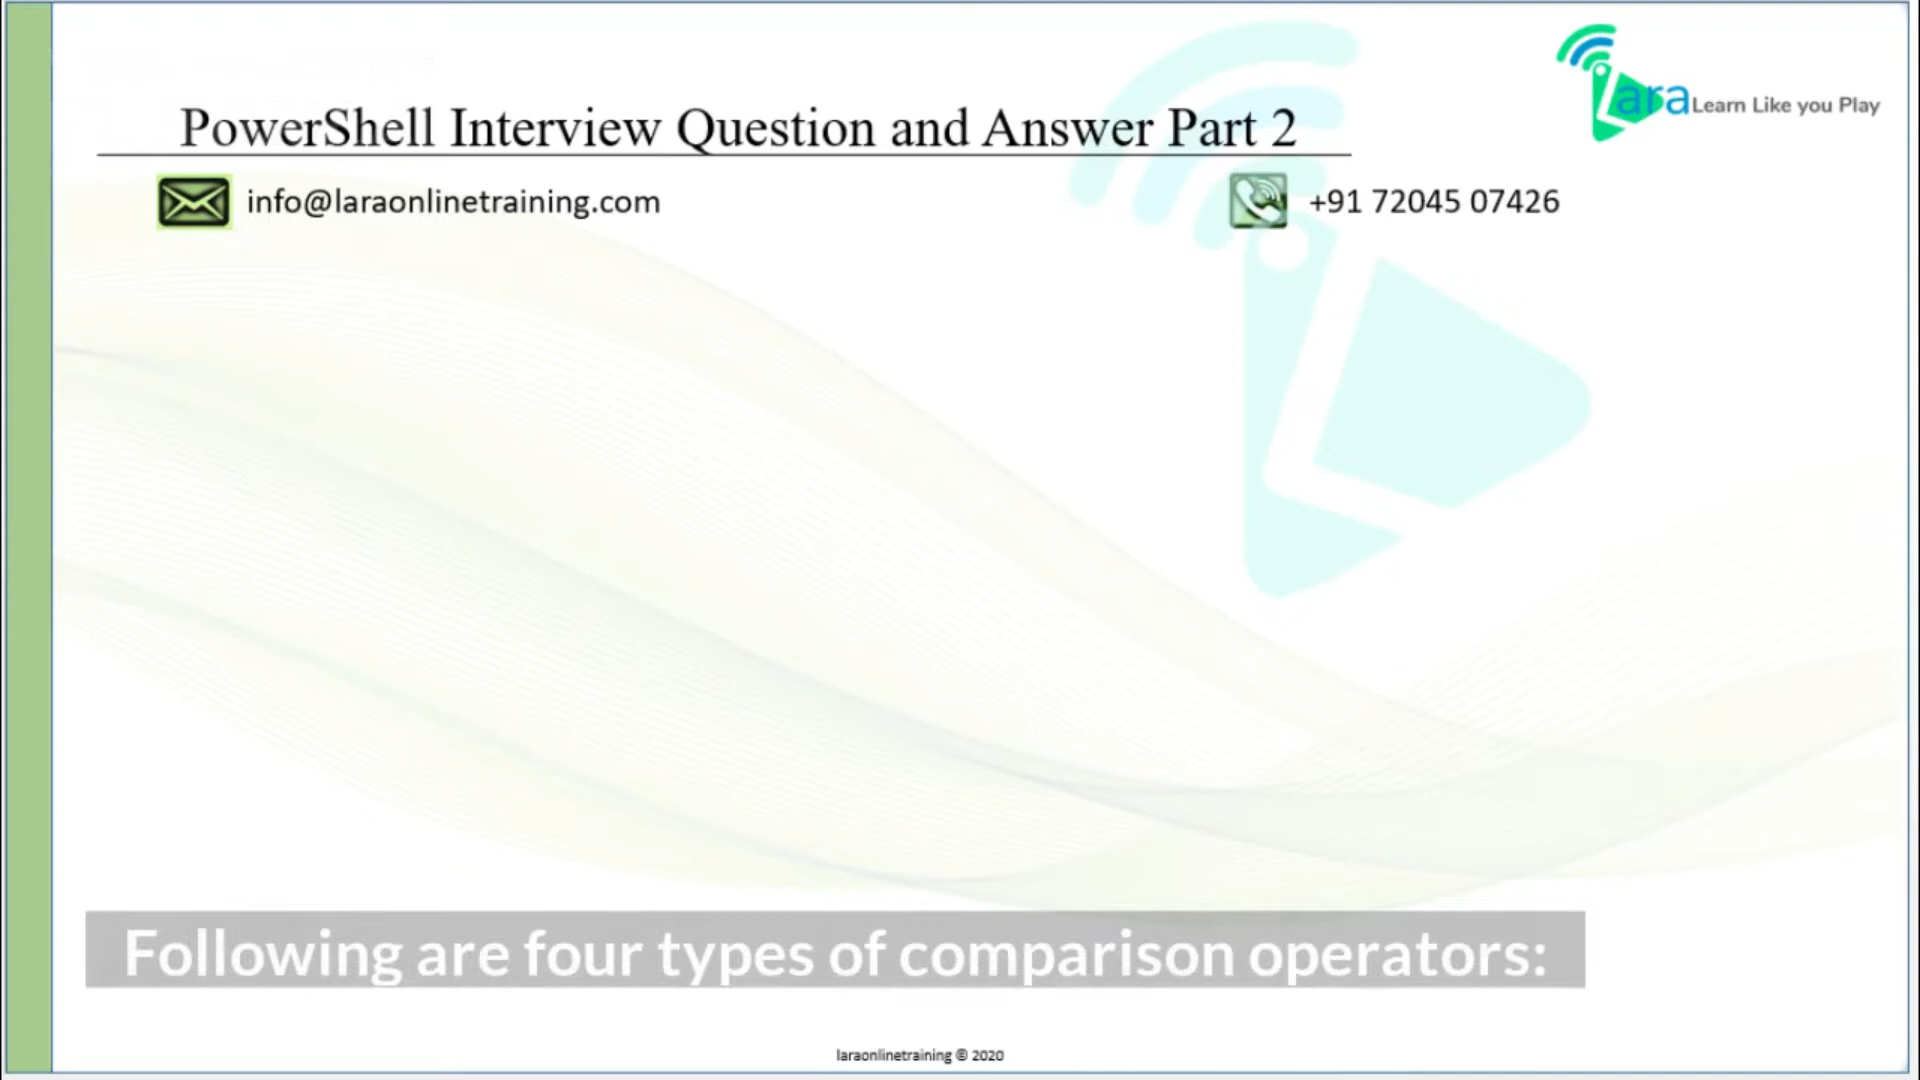 lara Learn Like you Play
PowerShell Interview Question and Answer Part 2
info@laraonlinetraining.com
+91 72045 07426
Following are four types of comparison operators:
laraonlinetraining © 2020